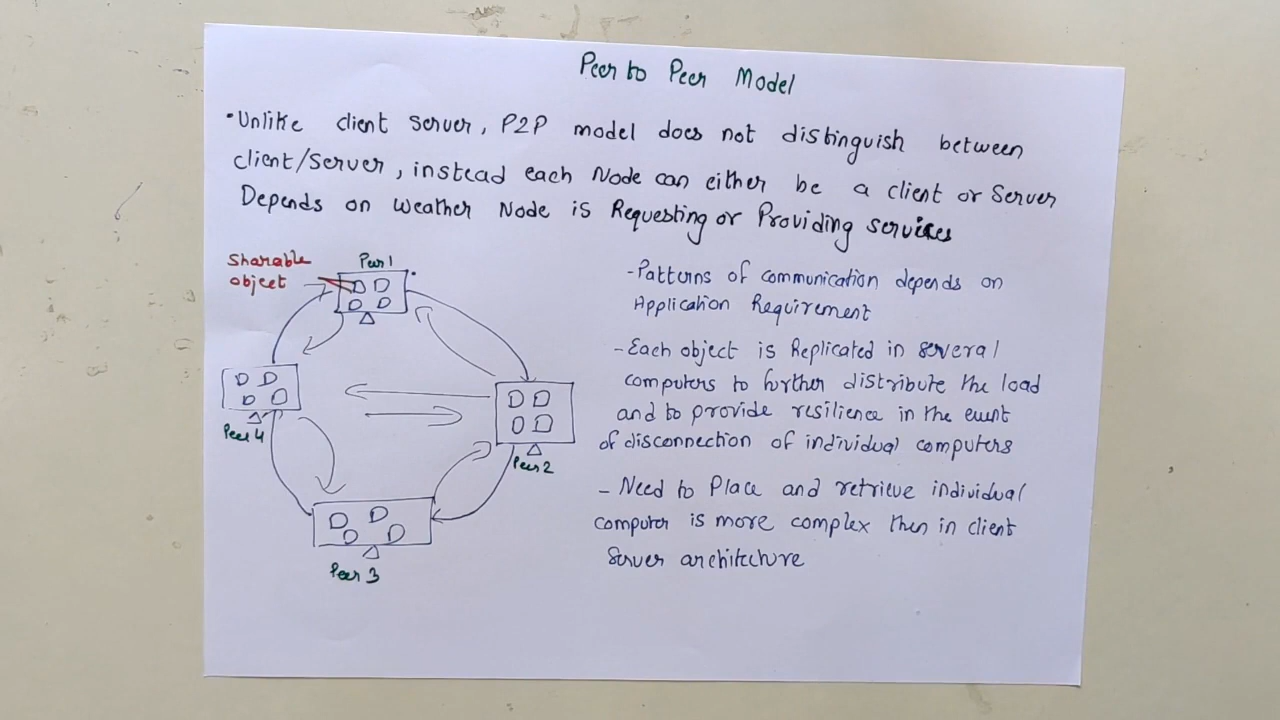 Peer to Peer Model
• Unlike client server, P2P model does not distinguish between
client/server, instead each Node can either be a client or Server
Depends on weather Node is Requesting or Providing services
Sharable
object
Peer 1
Peer 4
Peer 2
Peer 3
- Patterns of communication depends on
Application Requirement
- Each object is Replicated in several
computers to further distribute the load
and to provide resilience in the event
of disconnection of individual computers
- Need to Place and retrieve individual
computer is more complex then in client
Server architecture